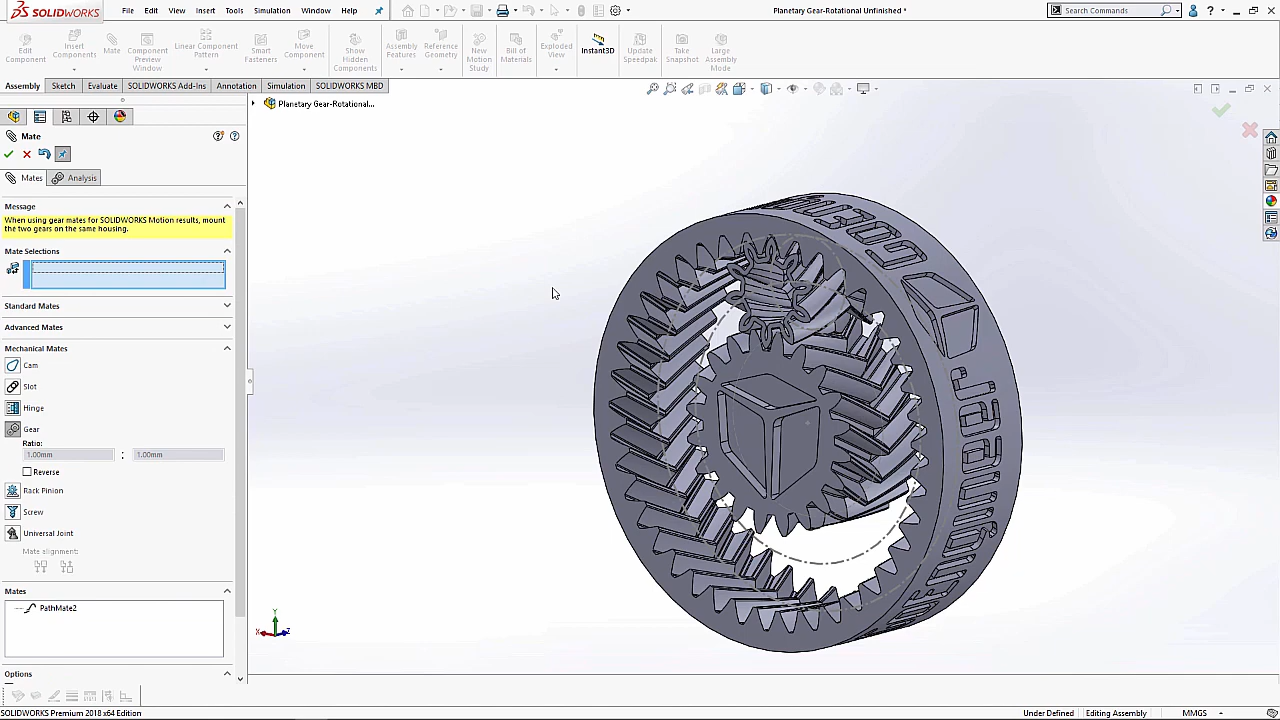 SOLIDWORKS
File Edit View Insert Tools Simulation Window Help
Planetary Gear-Rotational Unfinished *
Search Commands
Edit Component
Insert Components
Mate
Component Preview Window
Linear Component Pattern
Smart Fasteners
Move Component
Show Hidden Components
Assembly Features
Reference Geometry
New Motion Study
Bill of Materials
Exploded View
Instant3D
Update Speedpak
Take Snapshot
Large Assembly Mode
Assembly Sketch Evaluate SOLIDWORKS Add-Ins Annotation Simulation SOLIDWORKS MBD
Planetary Gear-Rotational...
Mate
Mates Analysis
Message
When using gear mates for SOLIDWORKS Motion results, mount
the two gears on the same housing.
Mate Selections
Standard Mates
Advanced Mates
Mechanical Mates
Cam
Slot
Hinge
Gear
Ratio:
1.00mm : 1.00mm
Reverse
Rack Pinion
Screw
Universal Joint
Mate alignment:
Mates
PathMate2
Options
Y
X Z
SOLIDWORKS Premium 2018 x64 Edition
Under Defined Editing Assembly MMGS